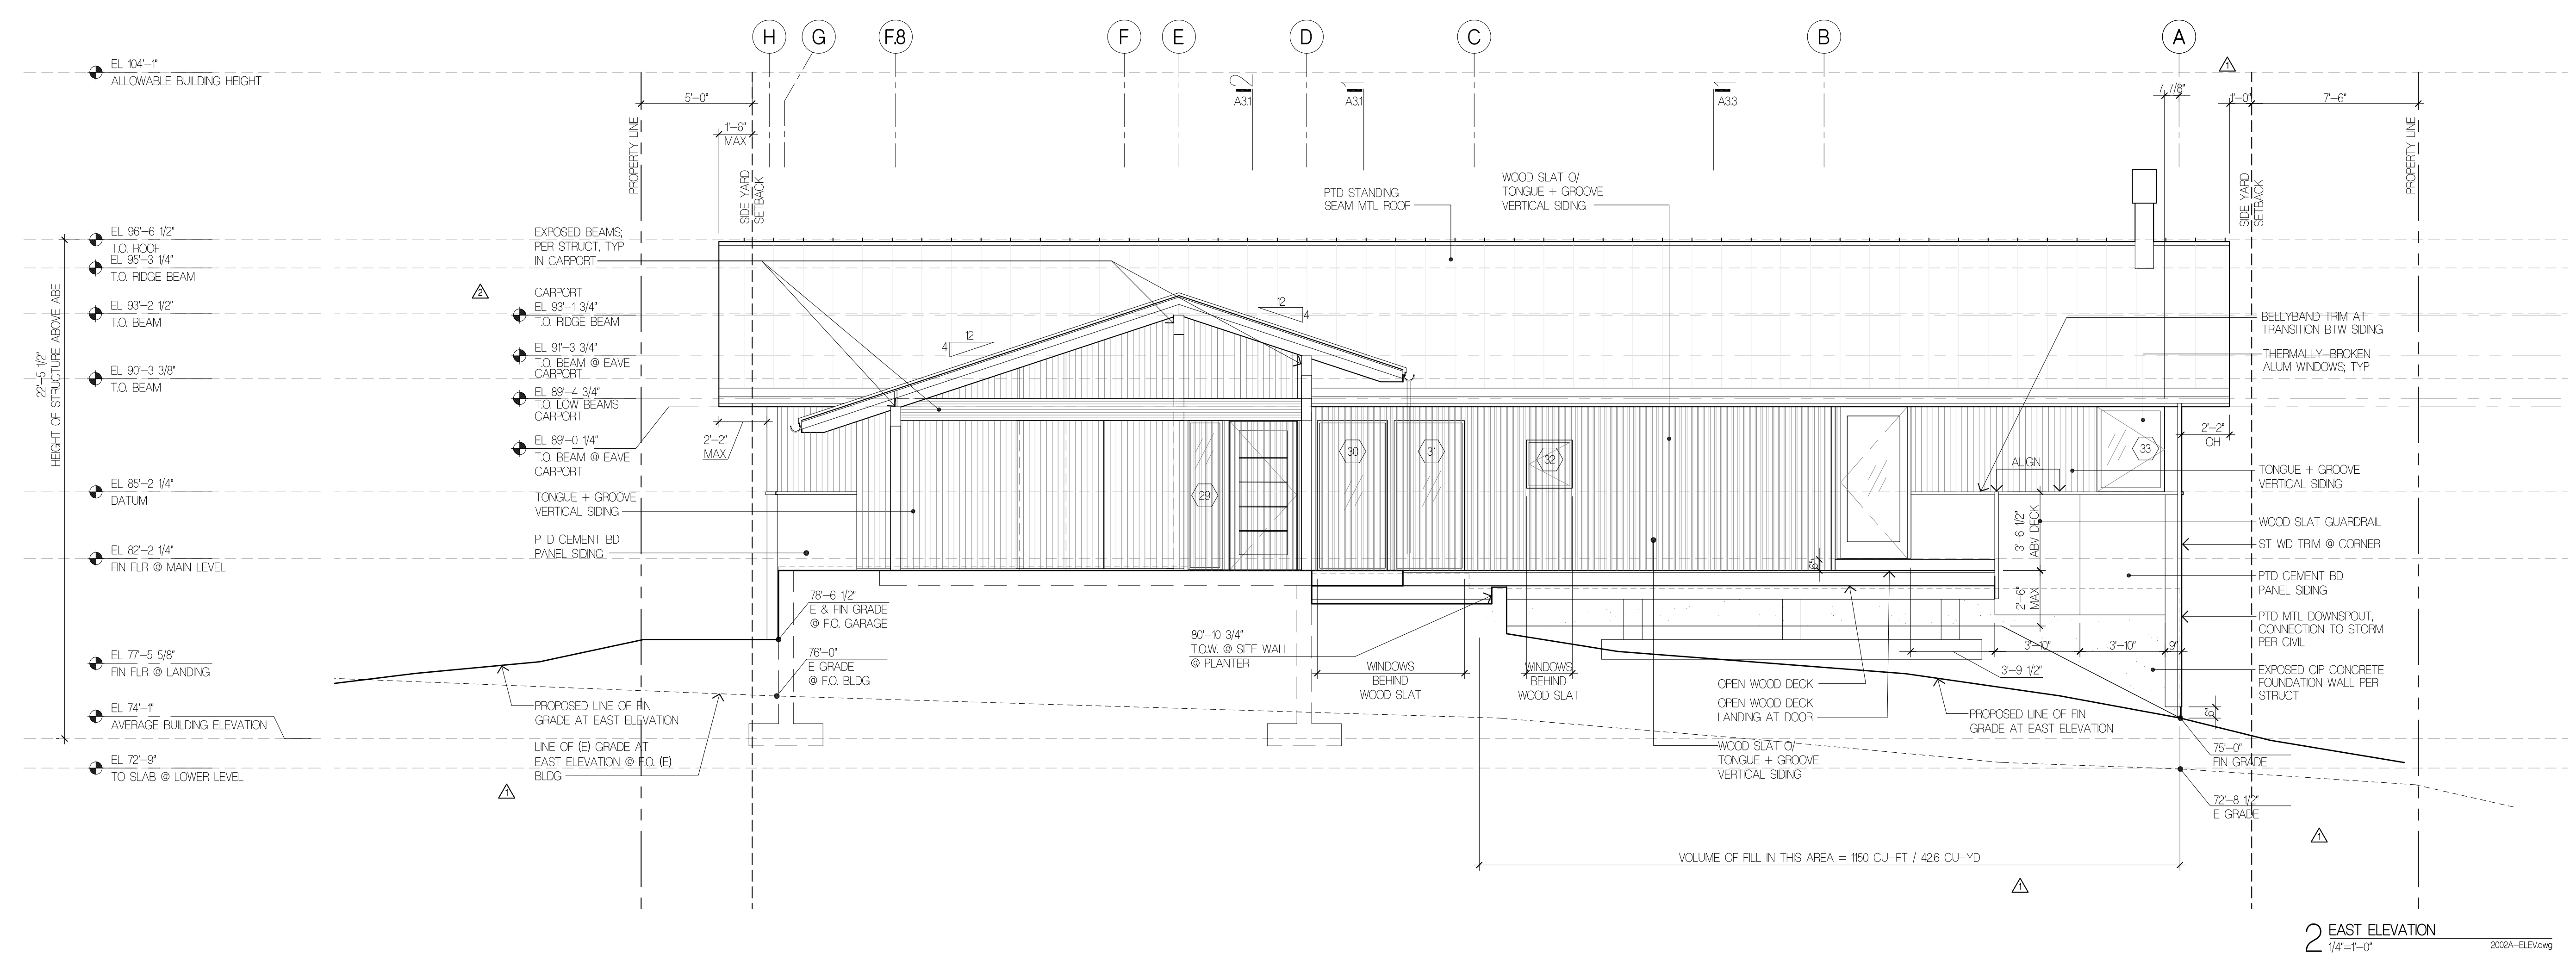 H
G
F.8
F
E
D
C
B
A
EL 104'-1"
ALLOWABLE BUILDING HEIGHT
5'-0"
1'-6"
MAX
PROPERTY LINE
SIDE YARD
SETBACK
2
A3.1
1
A3.1
1
A3.3
7 7/8"
1'-0"
7'-6"
1
SIDE YARD
SETBACK
PROPERTY LINE
PTD STANDING
SEAM MTL ROOF
WOOD SLAT O/
TONGUE + GROOVE
VERTICAL SIDING
EL 96'-6 1/2"
T.O. ROOF
EL 95'-3 1/4"
T.O. RIDGE BEAM
EL 93'-2 1/2"
T.O. BEAM
EL 90'-3 3/8"
T.O. BEAM
EL 85'-2 1/4"
DATUM
EL 82'-2 1/4"
FIN FLR @ MAIN LEVEL
EL 77'-5 5/8"
FIN FLR @ LANDING
EL 74'-1"
AVERAGE BUILDING ELEVATION
EL 72'-9"
TO SLAB @ LOWER LEVEL
22'-5 1/2"
HEIGHT OF STRUCTURE ABOVE ABE
EXPOSED BEAMS;
PER STRUCT, TYP
IN CARPORT
2
CARPORT
EL 93'-1 3/4"
T.O. RIDGE BEAM
EL 91'-3 3/4"
T.O. BEAM @ EAVE
CARPORT
EL 89'-4 3/4"
T.O. LOW BEAMS
CARPORT
EL 89'-0 1/4"
T.O. BEAM @ EAVE
CARPORT
TONGUE + GROOVE
VERTICAL SIDING
PTD CEMENT BD
PANEL SIDING
2'-2"
MAX
12
4
12
4
29
30
31
32
33
ALIGN
2'-2"
OH
BELLYBAND TRIM AT
TRANSITION BTW SIDING
THERMALLY-BROKEN
ALUM WINDOWS; TYP
TONGUE + GROOVE
VERTICAL SIDING
WOOD SLAT GUARDRAIL
ST WD TRIM @ CORNER
PTD CEMENT BD
PANEL SIDING
PTD MTL DOWNSPOUT,
CONNECTION TO STORM
PER CIVIL
EXPOSED CIP CONCRETE
FOUNDATION WALL PER
STRUCT
3'-6 1/2"
ABV DECK
2'-6"
MAX
6"
3'-10"
3'-10"
9"
3'-9 1/2"
6"
78'-6 1/2"
E & FIN GRADE
@ F.O. GARAGE
76'-0"
E GRADE
@ F.O. BLDG
80'-10 3/4"
T.O.W. @ SITE WALL
@ PLANTER
WINDOWS
BEHIND
WOOD SLAT
WINDOWS
BEHIND
WOOD SLAT
OPEN WOOD DECK
OPEN WOOD DECK
LANDING AT DOOR
WOOD SLAT O/
TONGUE + GROOVE
VERTICAL SIDING
PROPOSED LINE OF FIN
GRADE AT EAST ELEVATION
PROPOSED LINE OF FIN
GRADE AT EAST ELEVATION
LINE OF (E) GRADE AT
EAST ELEVATION @ F.O. (E)
BLDG
1
75'-0"
FIN GRADE
72'-8 1/2"
E GRADE
1
VOLUME OF FILL IN THIS AREA = 1150 CU-FT / 42.6 CU-YD
1
2 EAST ELEVATION
1/4"=1'-0"
2002A-ELEV.dwg